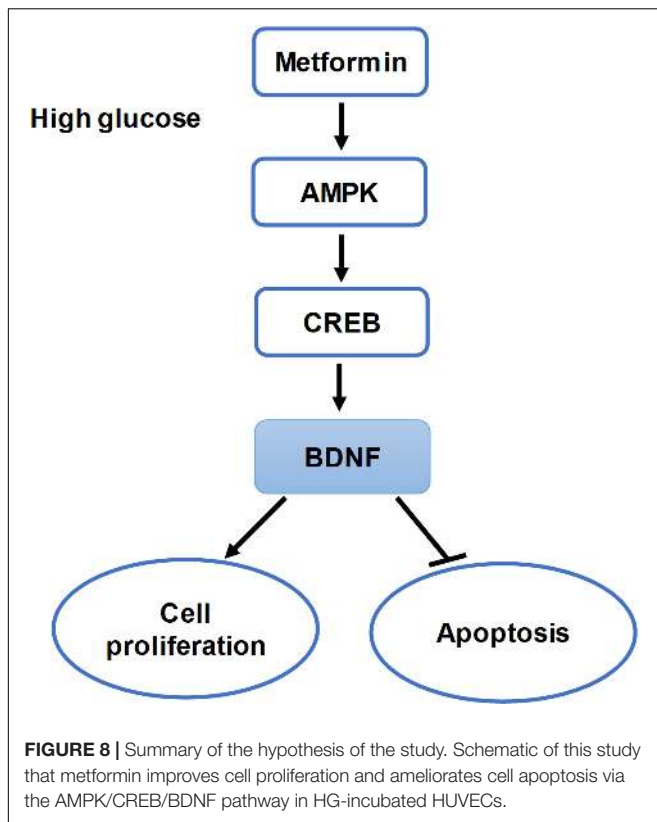 Metformin
High glucose
AMPK
CREB
BDNF
Cell
proliferation
Apoptosis
FIGURE 8 | Summary of the hypothesis of the study. Schematic of this study
that metformin improves cell proliferation and ameliorates cell apoptosis via
the AMPK/CREB/BDNF pathway in HG-incubated HUVECs.